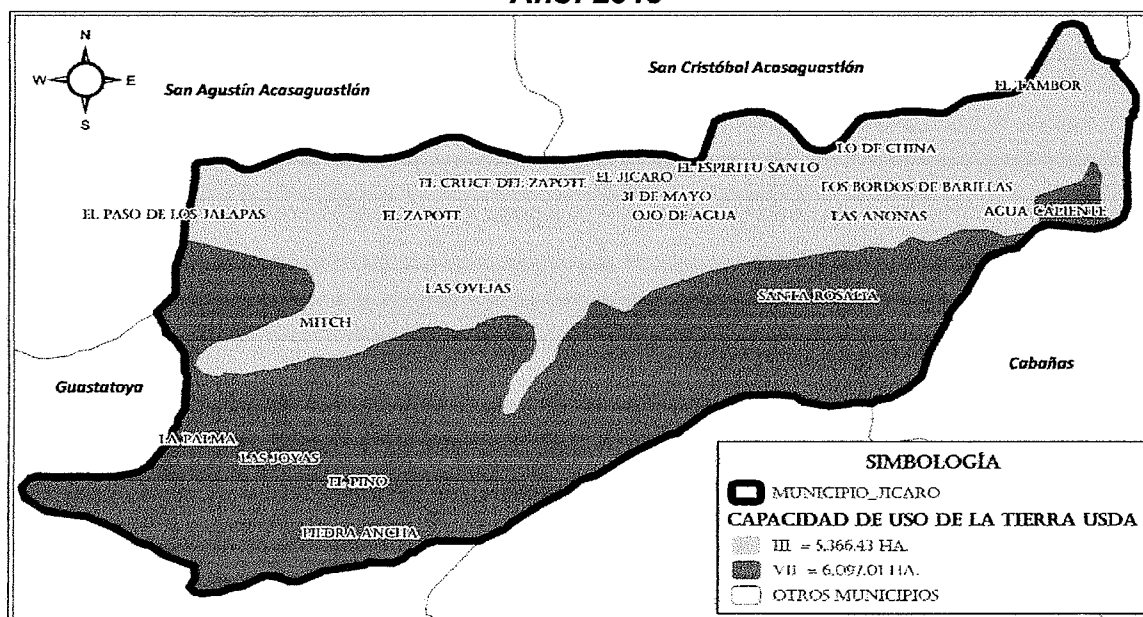 N
W E
S
San Agustín Acasaguastlán
San Cristóbal Acasaguastlán
EL TAMBOR
LO DE CHINA
EL ESPIRITU SANTO
EL JICARO
EL CRUCE DEL ZAPOTE
31 DE MAYO
LOS BORDOS DE BARILLAS
EL PASO DE LOS JALAPAS
EL ZAPOTE
OJO DE AGUA
LAS ANONAS
AGUA CALIENTE
LAS OVEJAS
SANTA ROSALIA
MITCH
Guastatoya
Cabañas
LA PALMA
LAS JOYAS
EL PINO
PIEDRA ANCHA
SIMBOLOGÍA
MUNICIPIO_JICARO
CAPACIDAD DE USO DE LA TIERRA USDA
III = 5,366.43 HA.
VII = 6,097.01 HA.
OTROS MUNICIPIOS